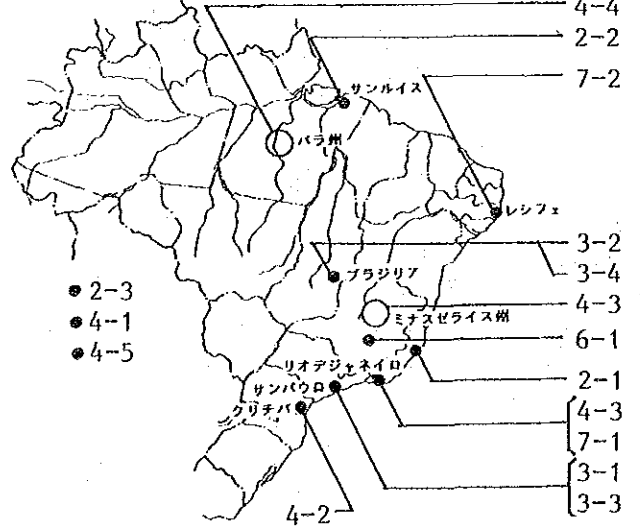 4-4
2-2
7-2
サンルイス
パラ州
レシフェ
3-2
3-4
ブラジリア
4-3
ミナスゼライス州
2-3
4-1
4-5
6-1
リオデジャネイロ
2-1
サンパウロ
クリチバ
4-3
7-1
3-1
3-3
4-2